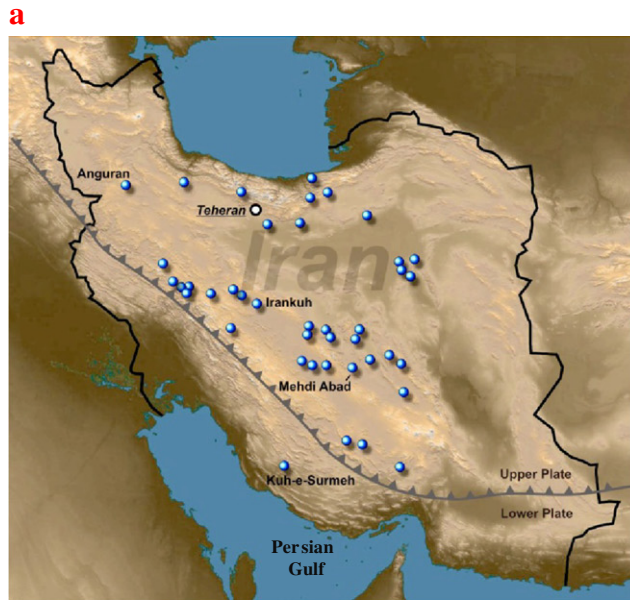 a
Anguran
Teheran
Iran
Irankuh
Mehdi Abad
Kuh-e-Surmeh
Upper Plate
Lower Plate
Persian
Gulf